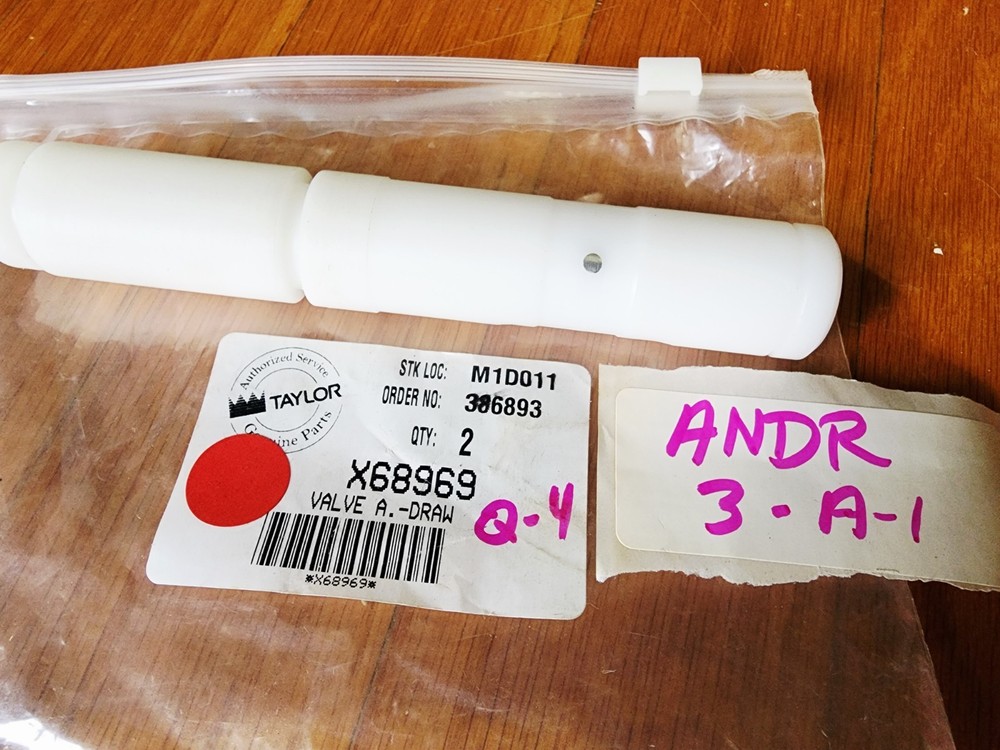 Authorized Service
TAYLOR
Parts
STK LOC: M1D011
ORDER NO: 386893
QTY: 2
X68969
VALVE A.-DRAW
*X68969*
Q-4
ANDR
3-A-1